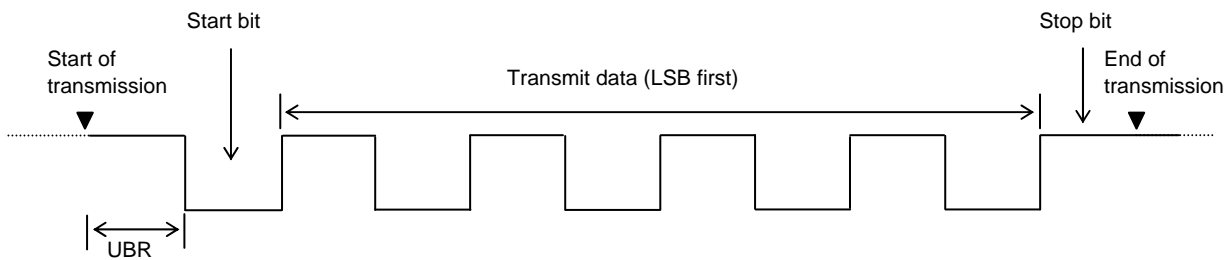 Start bit
Stop bit
Start of
transmission
End of
transmission
Transmit data (LSB first)
UBR